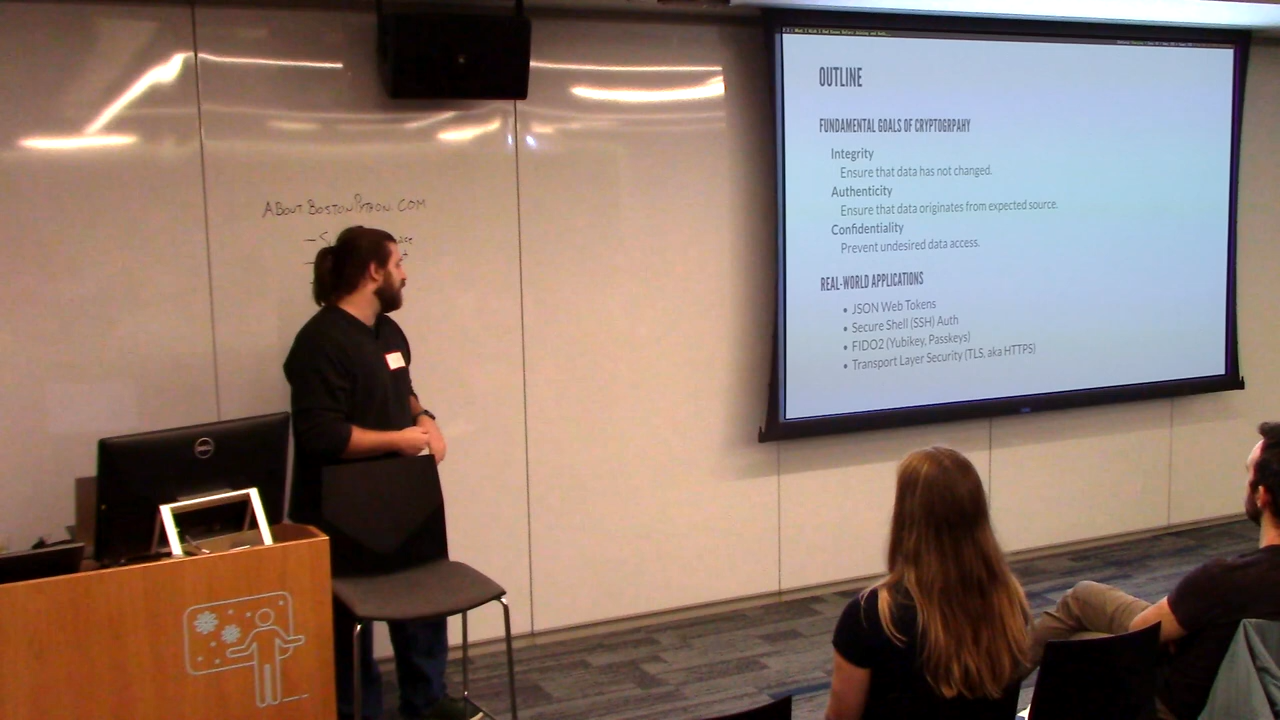 OUTLINE
FUNDAMENTAL GOALS OF CRYPTOGRPAHY
Integrity
Ensure that data has not changed.
Authenticity
Ensure that data originates from expected source.
Confidentiality
Prevent undesired data access.
REAL-WORLD APPLICATIONS
• JSON Web Tokens
• Secure Shell (SSH) Auth
• FIDO2 (Yubikey, Passkeys)
• Transport Layer Security (TLS, aka HTTPS)
ABOUT.BOSTONPYTHON.COM
DELL